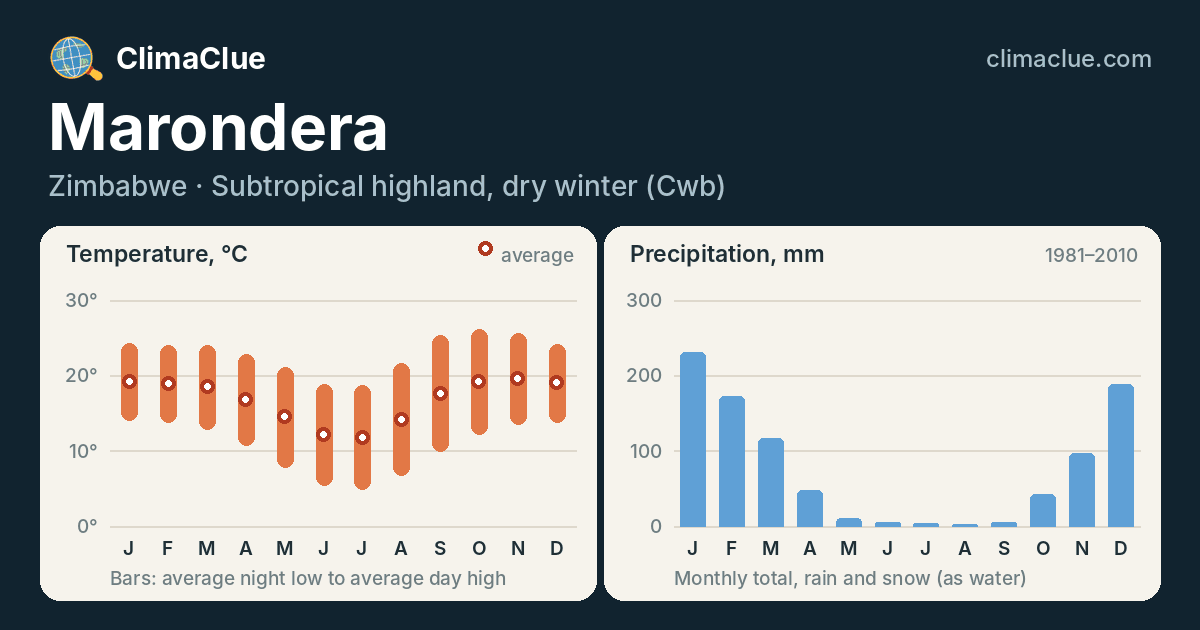 ClimaClue
climaclue.com
Marondera
Zimbabwe · Subtropical highland, dry winter (Cwb)
Temperature, °C
average
30°
20°
10°
0°
J F M A M J J A S O N D
Bars: average night low to average day high
Precipitation, mm
1981–2010
300
200
100
0
J F M A M J J A S O N D
Monthly total, rain and snow (as water)